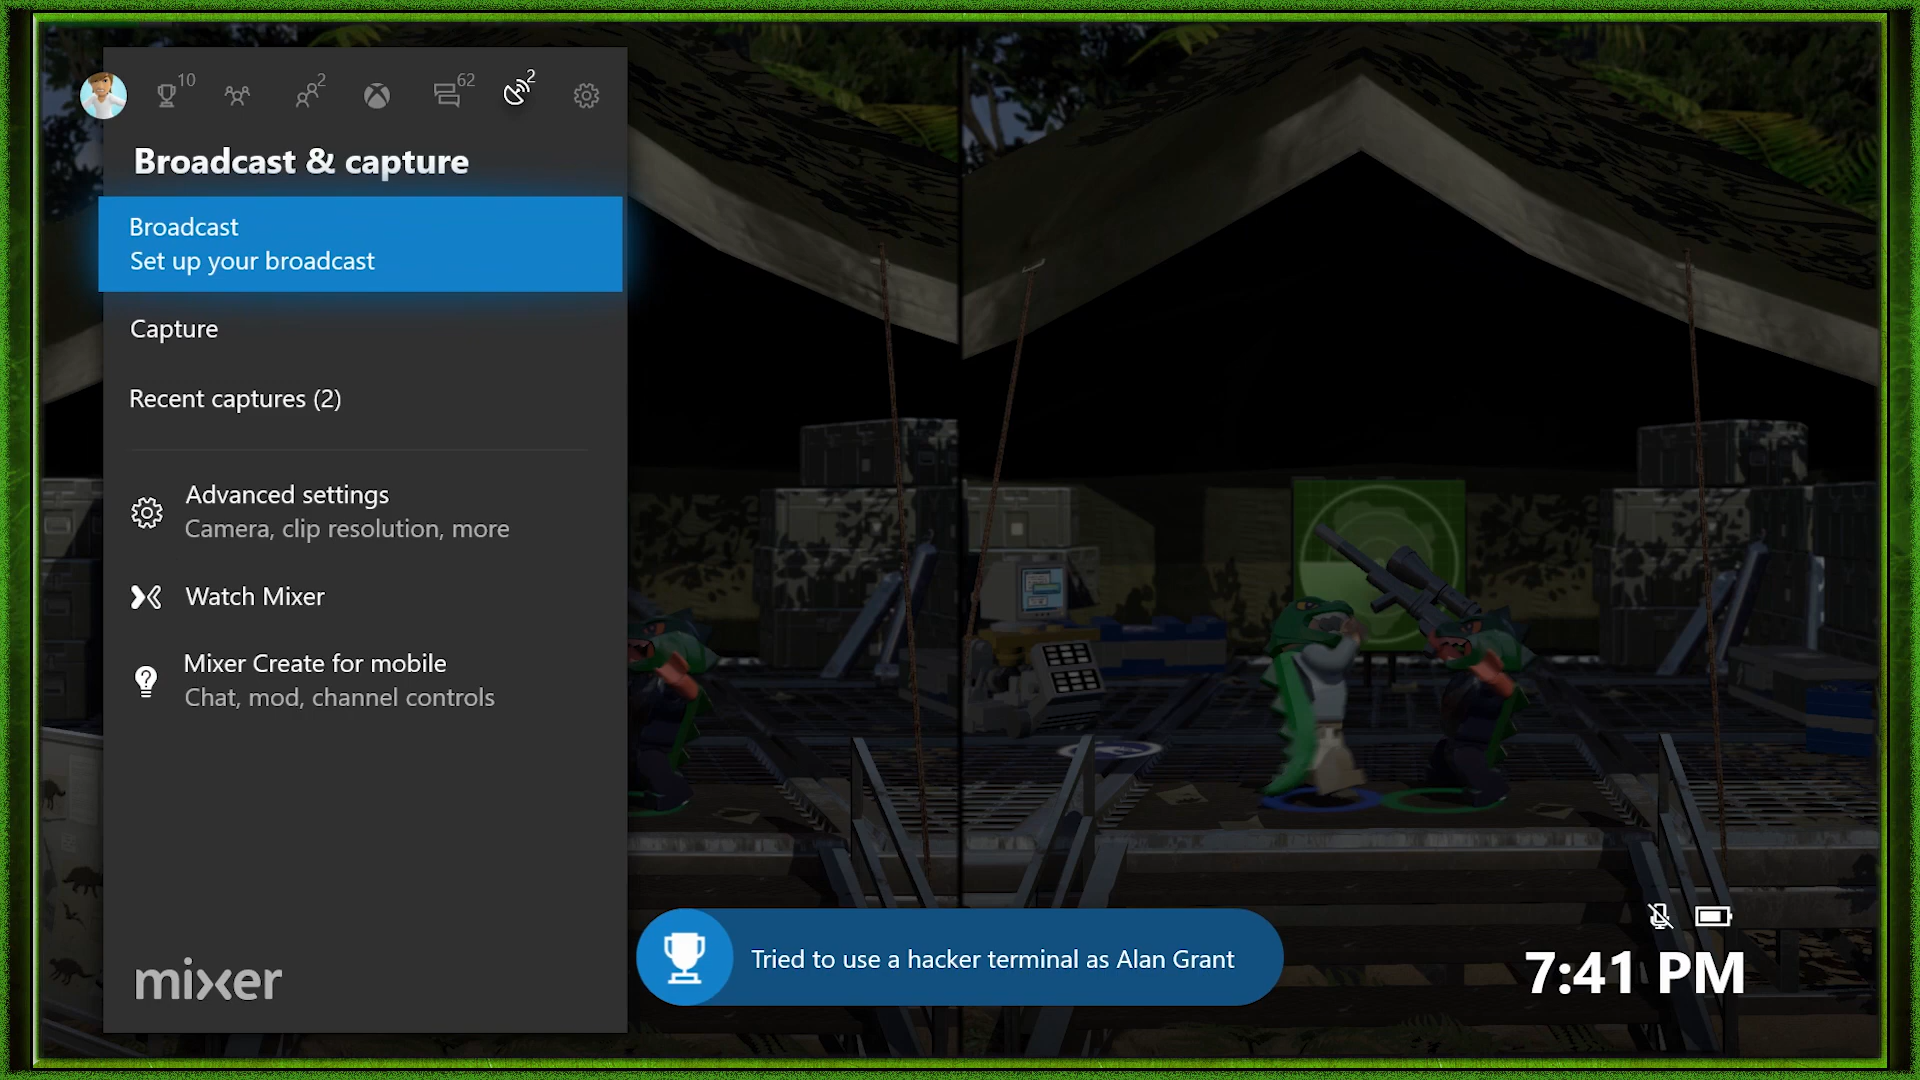 10
2
62
2
Broadcast & capture
Broadcast
Set up your broadcast
Capture
Recent captures (2)
Advanced settings
Camera, clip resolution, more
Watch Mixer
Mixer Create for mobile
Chat, mod, channel controls
mixer
Tried to use a hacker terminal as Alan Grant
7:41 PM